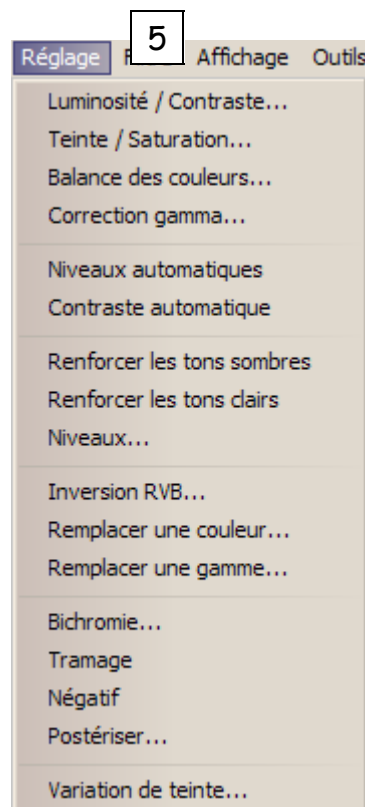 5
Réglage Affichage Outils
Luminosité / Contraste...
Teinte / Saturation...
Balance des couleurs...
Correction gamma...
Niveaux automatiques
Contraste automatique
Renforcer les tons sombres
Renforcer les tons clairs
Niveaux...
Inversion RVB...
Remplacer une couleur...
Remplacer une gamme...
Bichromie...
Tramage
Négatif
Postériser...
Variation de teinte...